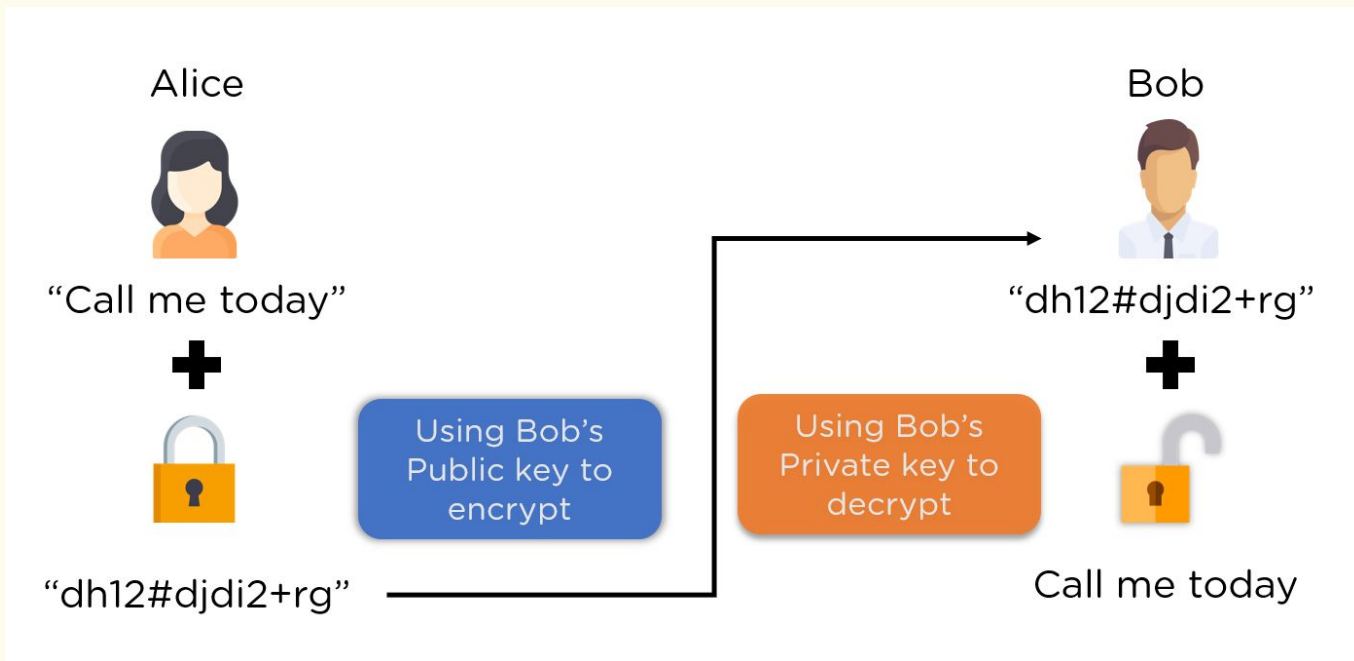 Alice
“Call me today”
Using Bob’s
Public key to
encrypt
“dh12#djdi2+rg”
Bob
“dh12#djdi2+rg”
Using Bob’s
Private key to
decrypt
Call me today